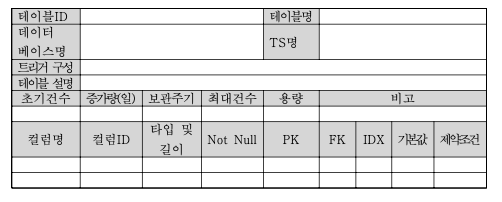 테이블ID 테이블명
데이터
베이스명 TS명
트리거 구성
테이블 설명
초기건수 증가량(일) 보관주기 최대건수 용량 비고
컬럼명 컬럼ID 타입 및
길이 Not Null PK FK IDX 기본값 제약조건